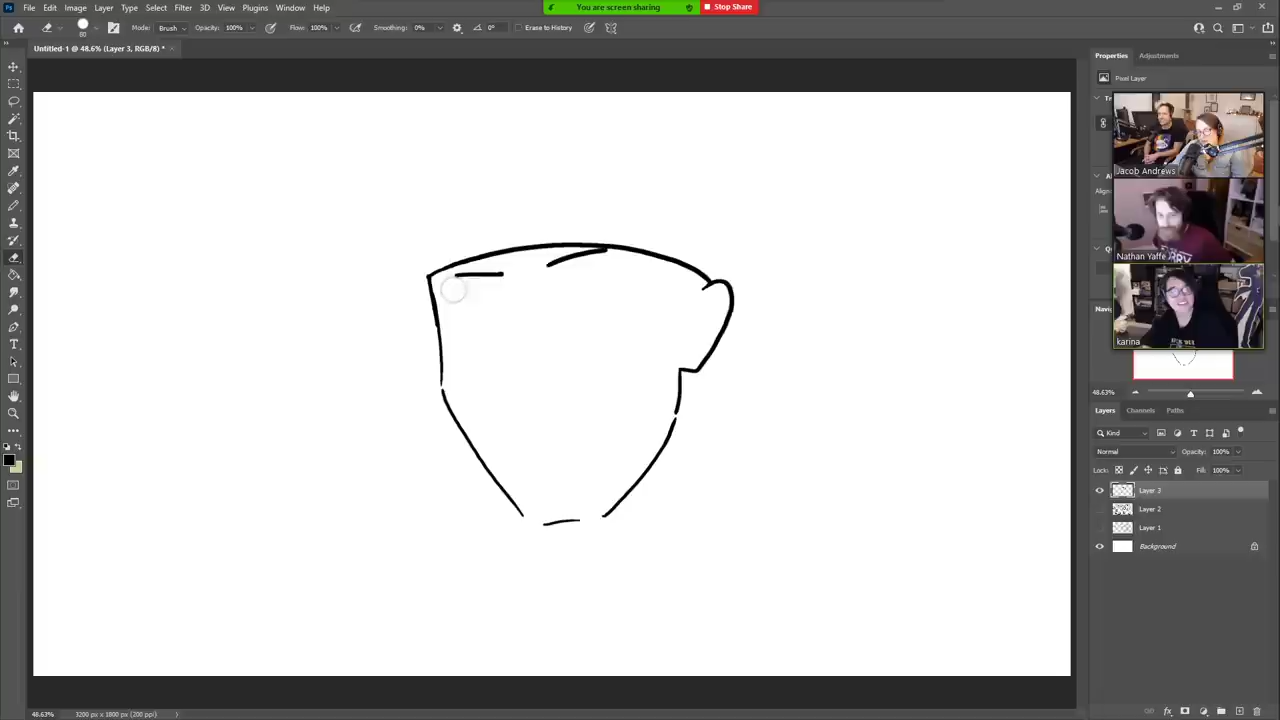 File Edit Image Layer Type Select Filter 3D View Plugins Window Help
You are screen sharing
Stop Share
80
Mode: Brush Opacity: 100% Flow: 100% Smoothing: 0% 0° Erase to History
Untitled-1 @ 48.6% (Layer 3, RGB/8) *
Properties Adjustments
Pixel Layer
Jacob Andrews
Nathan Yaffe
karina
Align
48.63%
Layers Channels Paths
Kind
Normal Opacity: 100%
Lock: Fill: 100%
Layer 3
Layer 2
Layer 1
Background
48.63% 3200 px x 1800 px (200 ppi)